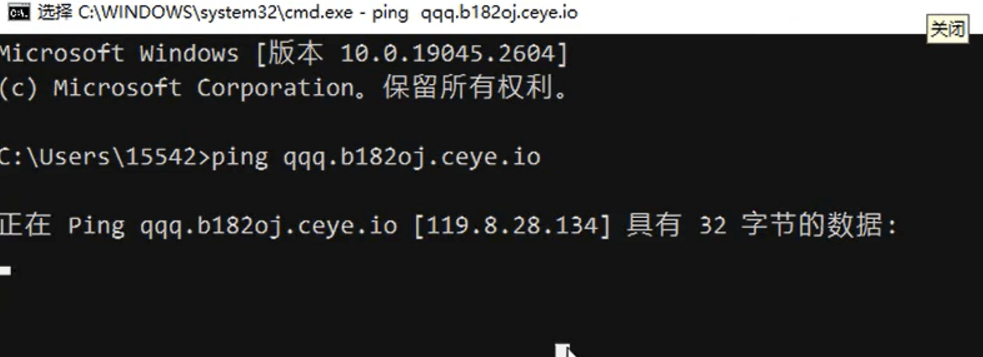 选择 C:\WINDOWS\system32\cmd.exe - ping  qqq.b182oj.ceye.io
关闭
Microsoft Windows [版本 10.0.19045.2604]
(c) Microsoft Corporation。保留所有权利。
C:\Users\15542>ping qqq.b182oj.ceye.io
正在 Ping qqq.b182oj.ceye.io [119.8.28.134] 具有 32 字节的数据: